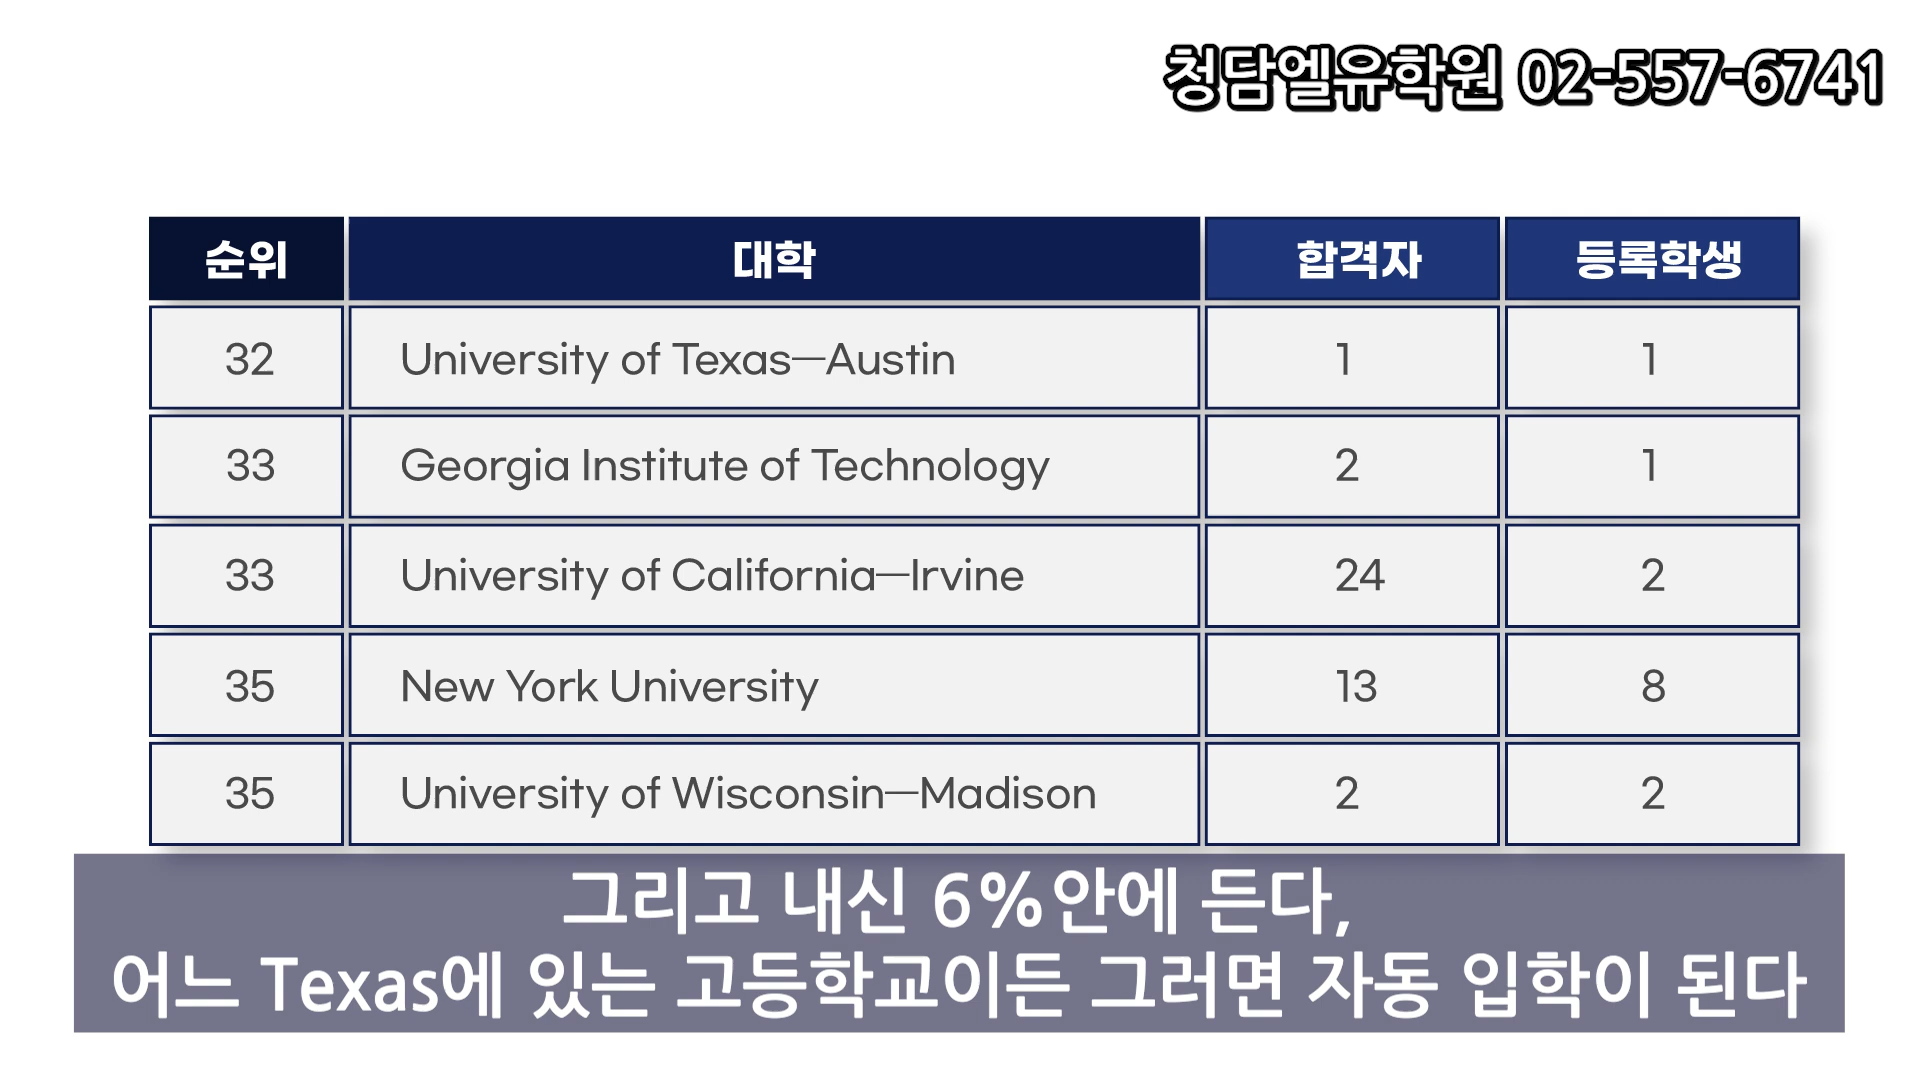 청담엘유학원 02-557-6741
순위 대학 합격자 등록학생
32 University of Texas—Austin 1 1
33 Georgia Institute of Technology 2 1
33 University of California—Irvine 24 2
35 New York University 13 8
35 University of Wisconsin—Madison 2 2
그리고 내신 6%안에 든다,
어느 Texas에 있는 고등학교이든 그러면 자동 입학이 된다